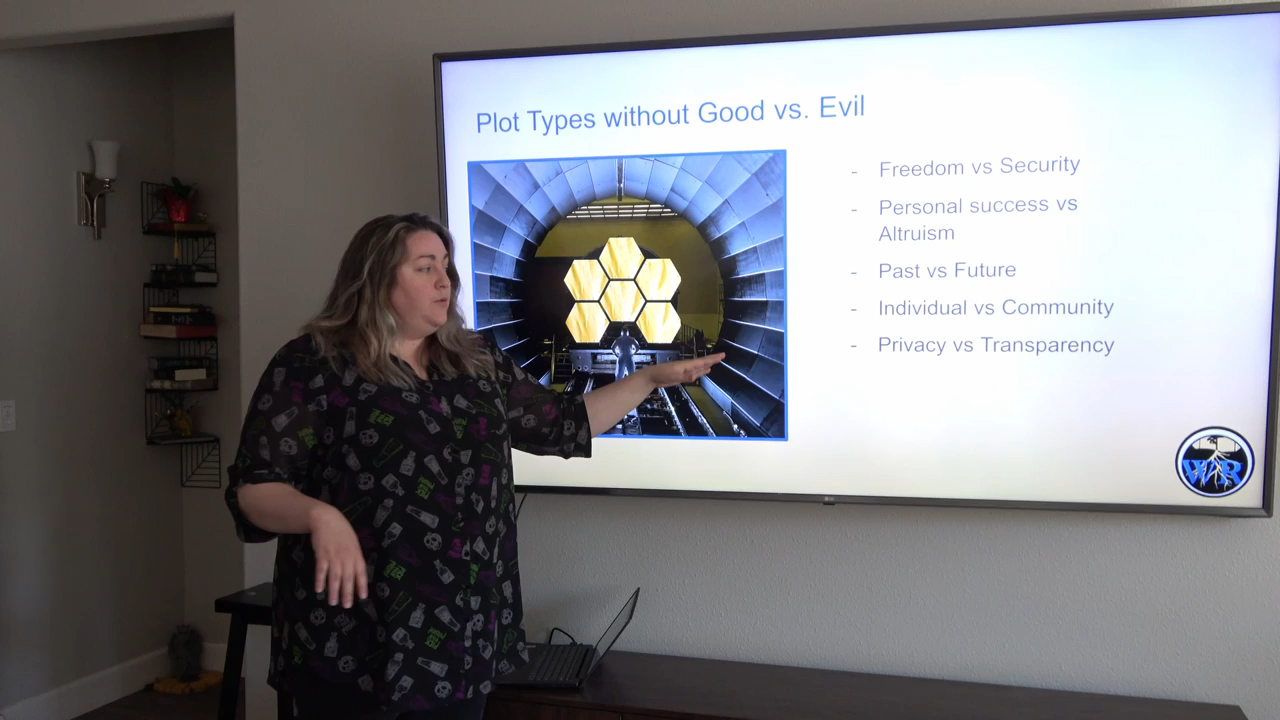 Plot Types without Good vs. Evil
- Freedom vs Security
- Personal success vs
Altruism
- Past vs Future
- Individual vs Community
- Privacy vs Transparency
WR